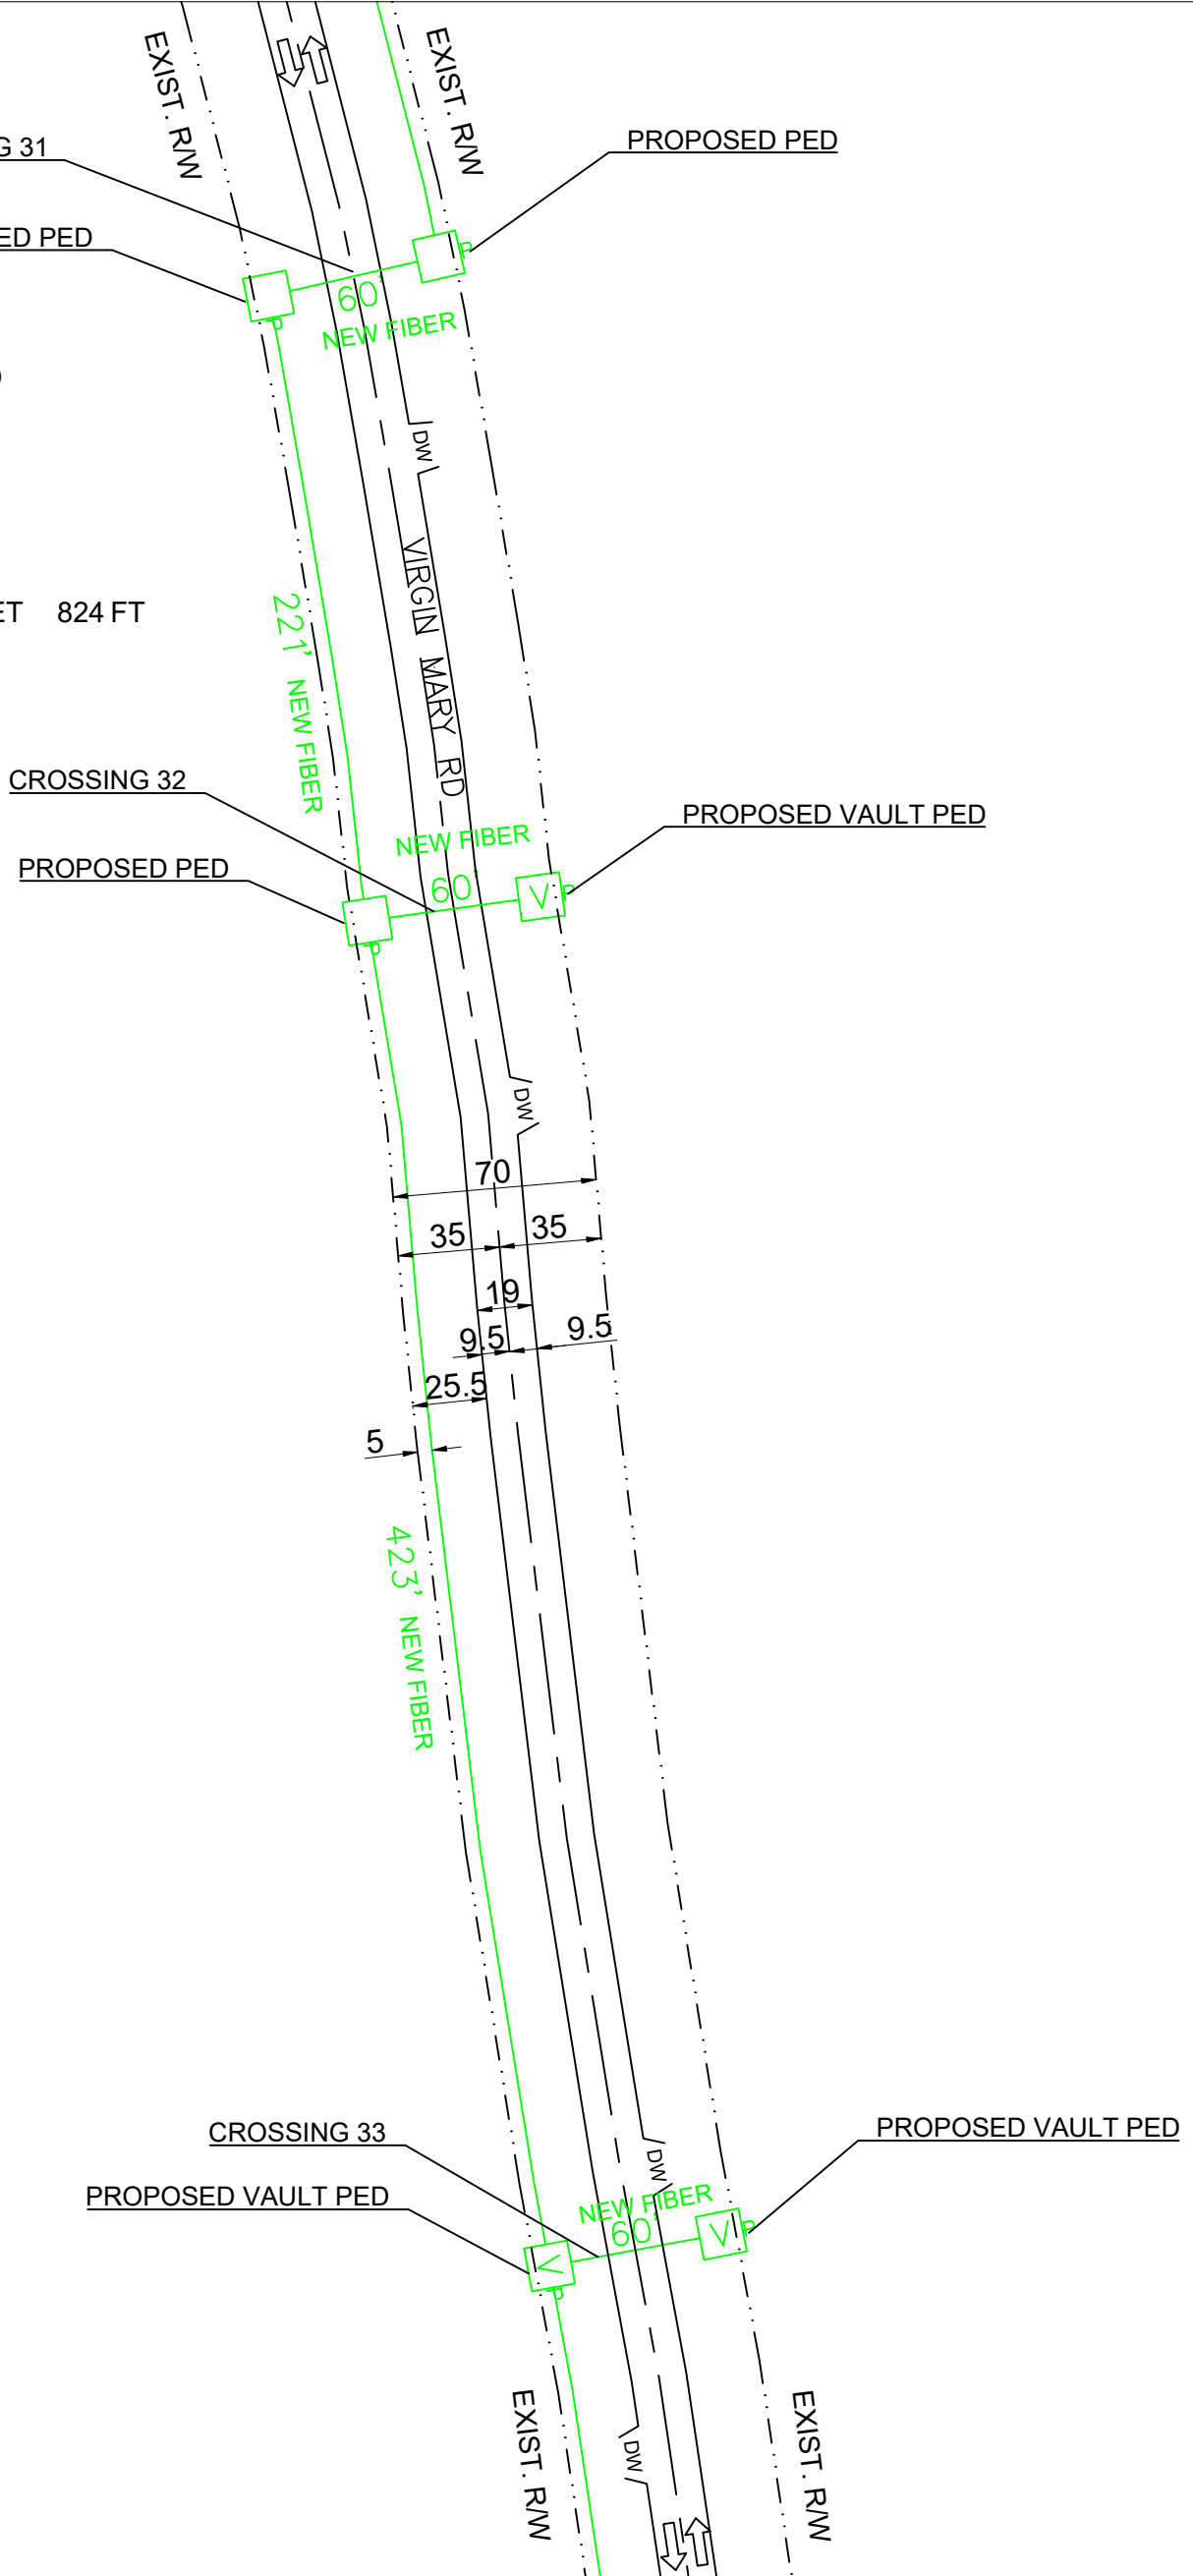 EXIST. R/W
EXIST. R/W
G 31
PROPOSED PED
ED PED
P
60'
P
NEW FIBER
DW
VIRGIN MARY RD
221' NEW FIBER
ET 824 FT
CROSSING 32
PROPOSED VAULT PED
NEW FIBER
60'
PROPOSED PED
V
P
P
DW
70
35
35
19
9.5
9.5
25.5
5
423' NEW FIBER
CROSSING 33
PROPOSED VAULT PED
DW
PROPOSED VAULT PED
NEW FIBER
60'
V
P
V
P
EXIST. R/W
EXIST. R/W
DW